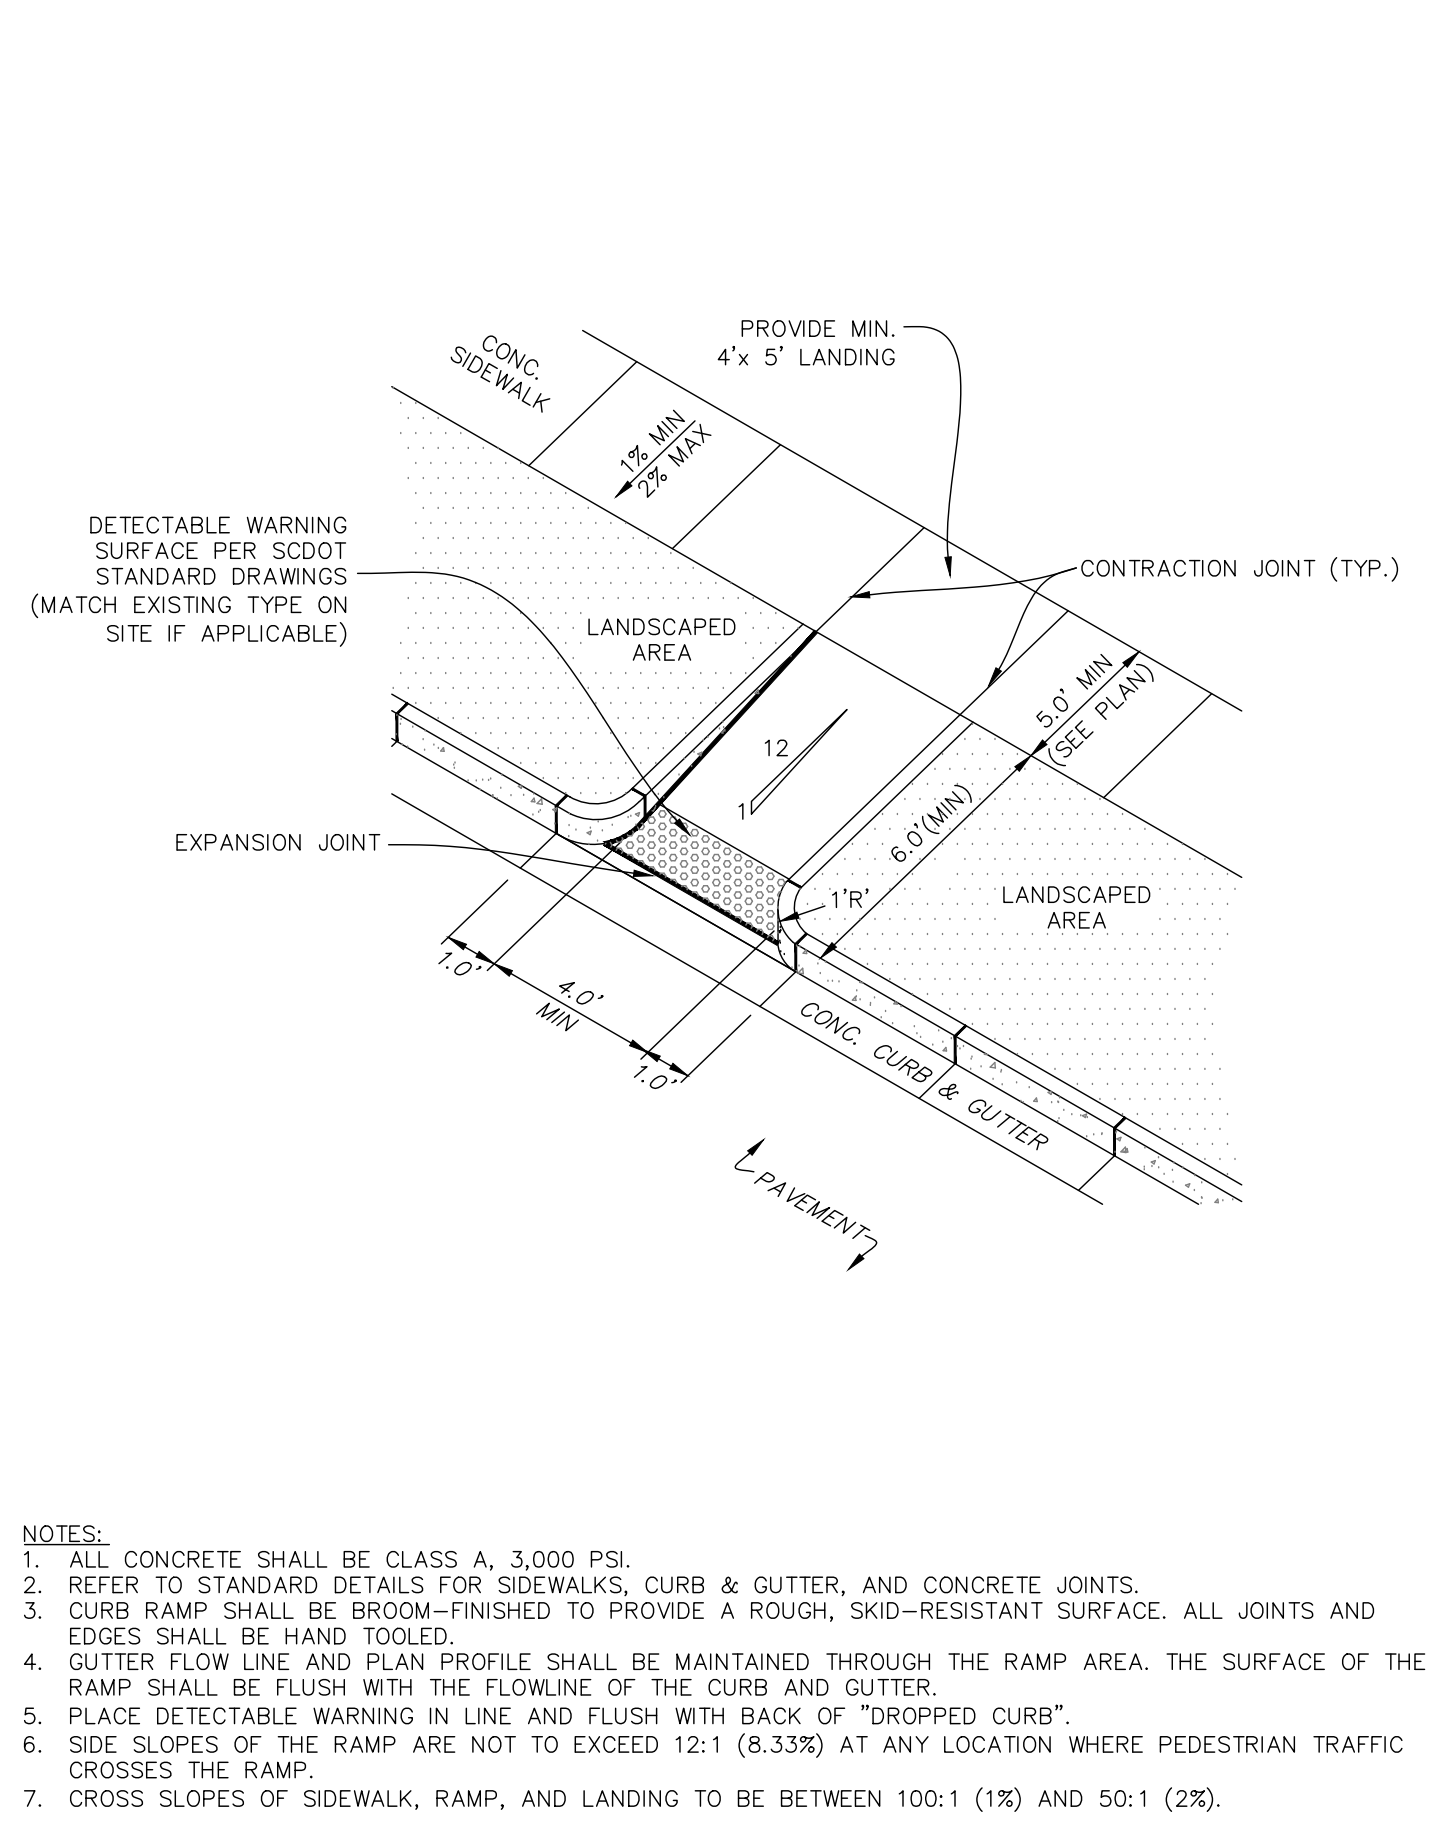 PROVIDE MIN.
4'x 5' LANDING
CONC.
SIDEWALK
1% MIN
2% MAX
DETECTABLE WARNING
SURFACE PER SCDOT
STANDARD DRAWINGS
(MATCH EXISTING TYPE ON
SITE IF APPLICABLE)
CONTRACTION JOINT (TYP.)
LANDSCAPED
AREA
5.0' MIN
(SEE PLAN)
12
1
6.0'(MIN)
EXPANSION JOINT
1'R'
LANDSCAPED
AREA
1.0'
4.0'
MIN
1.0'
CONC. CURB & GUTTER
PAVEMENT
NOTES:
1. ALL CONCRETE SHALL BE CLASS A, 3,000 PSI.
2. REFER TO STANDARD DETAILS FOR SIDEWALKS, CURB & GUTTER, AND CONCRETE JOINTS.
3. CURB RAMP SHALL BE BROOM–FINISHED TO PROVIDE A ROUGH, SKID–RESISTANT SURFACE. ALL JOINTS AND
EDGES SHALL BE HAND TOOLED.
4. GUTTER FLOW LINE AND PLAN PROFILE SHALL BE MAINTAINED THROUGH THE RAMP AREA. THE SURFACE OF THE
RAMP SHALL BE FLUSH WITH THE FLOWLINE OF THE CURB AND GUTTER.
5. PLACE DETECTABLE WARNING IN LINE AND FLUSH WITH BACK OF "DROPPED CURB".
6. SIDE SLOPES OF THE RAMP ARE NOT TO EXCEED 12:1 (8.33%) AT ANY LOCATION WHERE PEDESTRIAN TRAFFIC
CROSSES THE RAMP.
7. CROSS SLOPES OF SIDEWALK, RAMP, AND LANDING TO BE BETWEEN 100:1 (1%) AND 50:1 (2%).